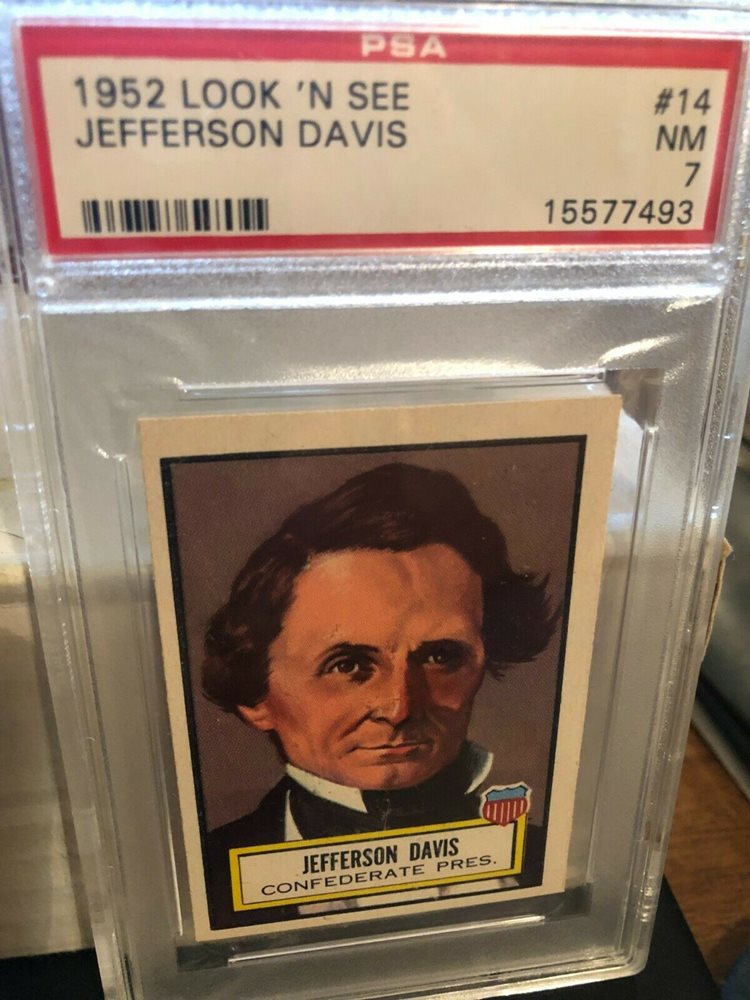 PSA
1952 LOOK 'N SEE #14
JEFFERSON DAVIS NM
7
15577493
JEFFERSON DAVIS
CONFEDERATE PRES.